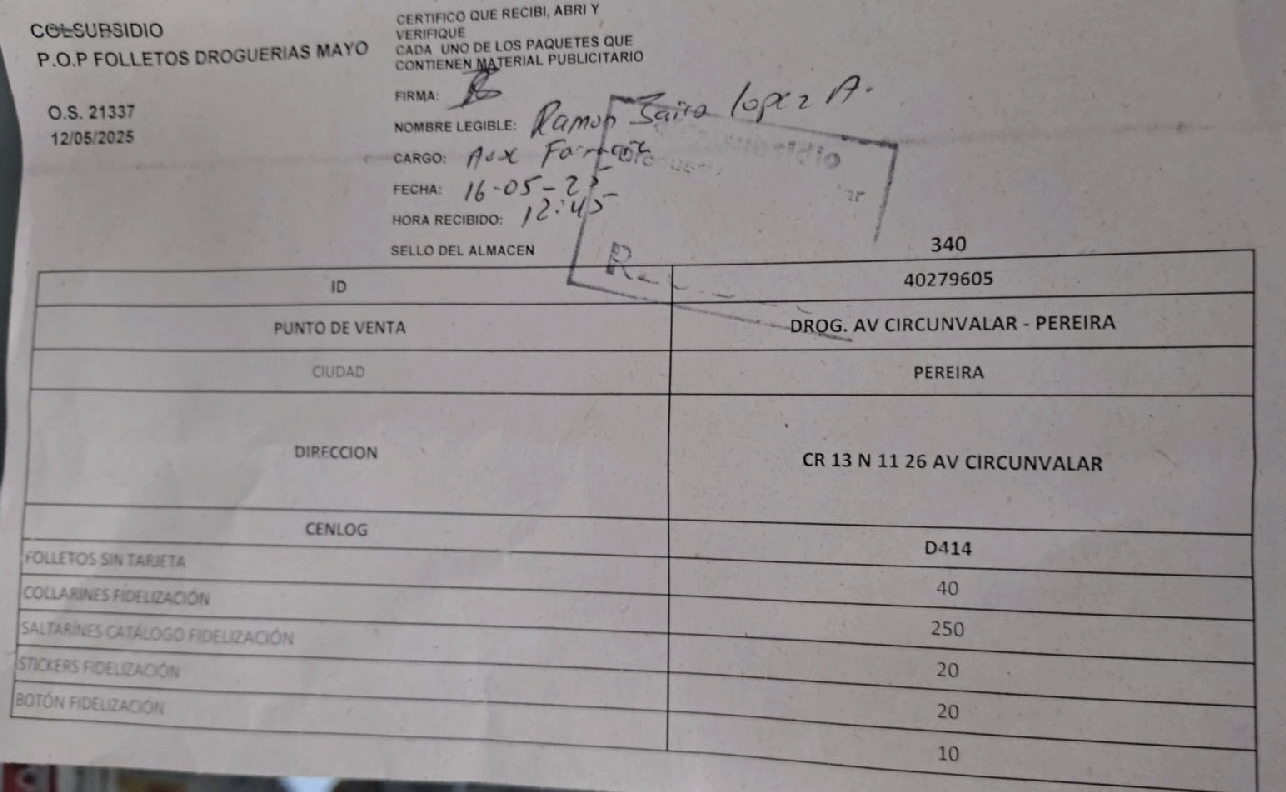 COLSUBSIDIO
P.O.P FOLLETOS DROGUERIAS MAYO
O.S. 21337
12/05/2025
CERTIFICO QUE RECIBI, ABRI Y
VERIFIQUE
CADA UNO DE LOS PAQUETES QUE
CONTIENEN MATERIAL PUBLICITARIO
FIRMA:
NOMBRE LEGIBLE: Ramon Jairo Lopez A.
CARGO: Aux
FECHA: 16-05-25
HORA RECIBIDO: 12:45
SELLO DEL ALMACEN
340
ID 40279605
PUNTO DE VENTA DROG. AV CIRCUNVALAR - PEREIRA
CIUDAD PEREIRA
DIRECCION CR 13 N 11 26 AV CIRCUNVALAR
CENLOG D414
FOLLETOS SIN TARJETA 40
COLLARINES FIDELIZACIÓN 250
SALTARINES CATÁLOGO FIDELIZACIÓN 20
STICKERS FIDELIZACIÓN 20
BOTÓN FIDELIZACIÓN 10